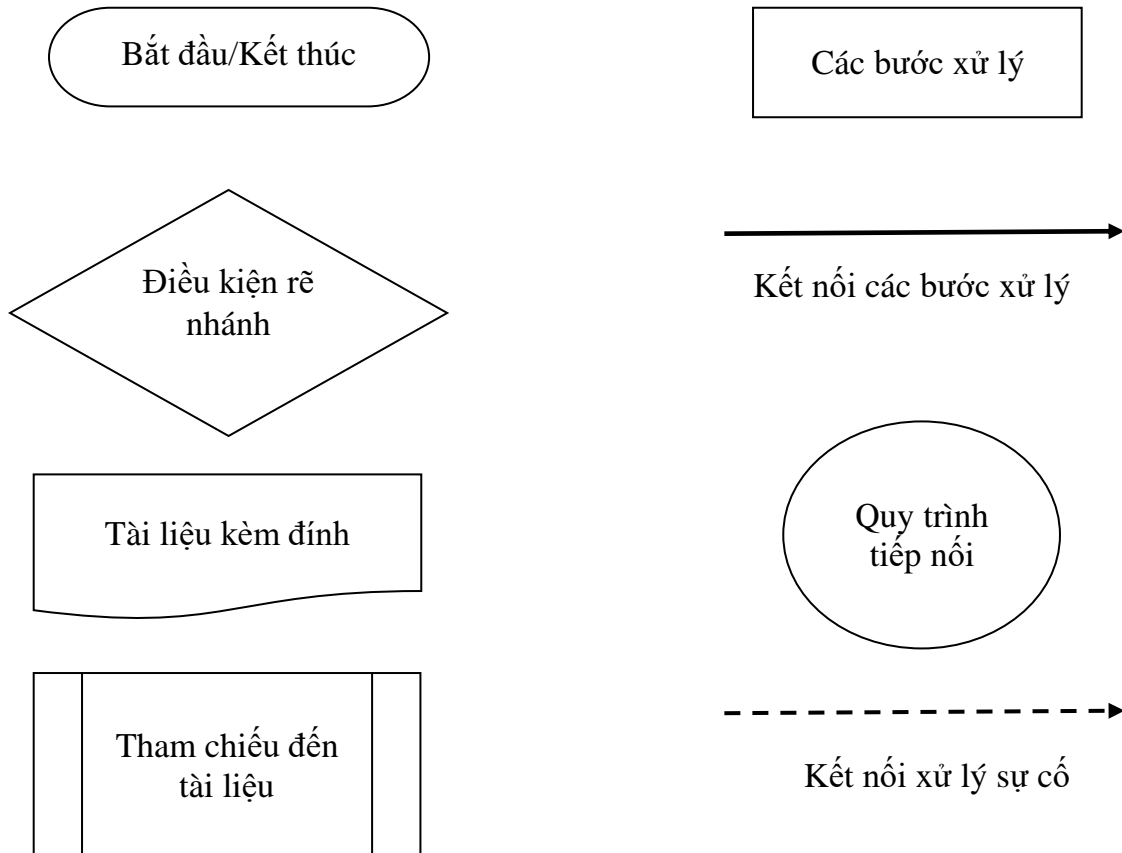 Bắt đầu/Kết thúc
Các bước xử lý
Điều kiện rẽ
nhánh
Kết nối các bước xử lý
Tài liệu kèm đính
Quy trình
tiếp nối
Tham chiếu đến
tài liệu
Kết nối xử lý sự cố